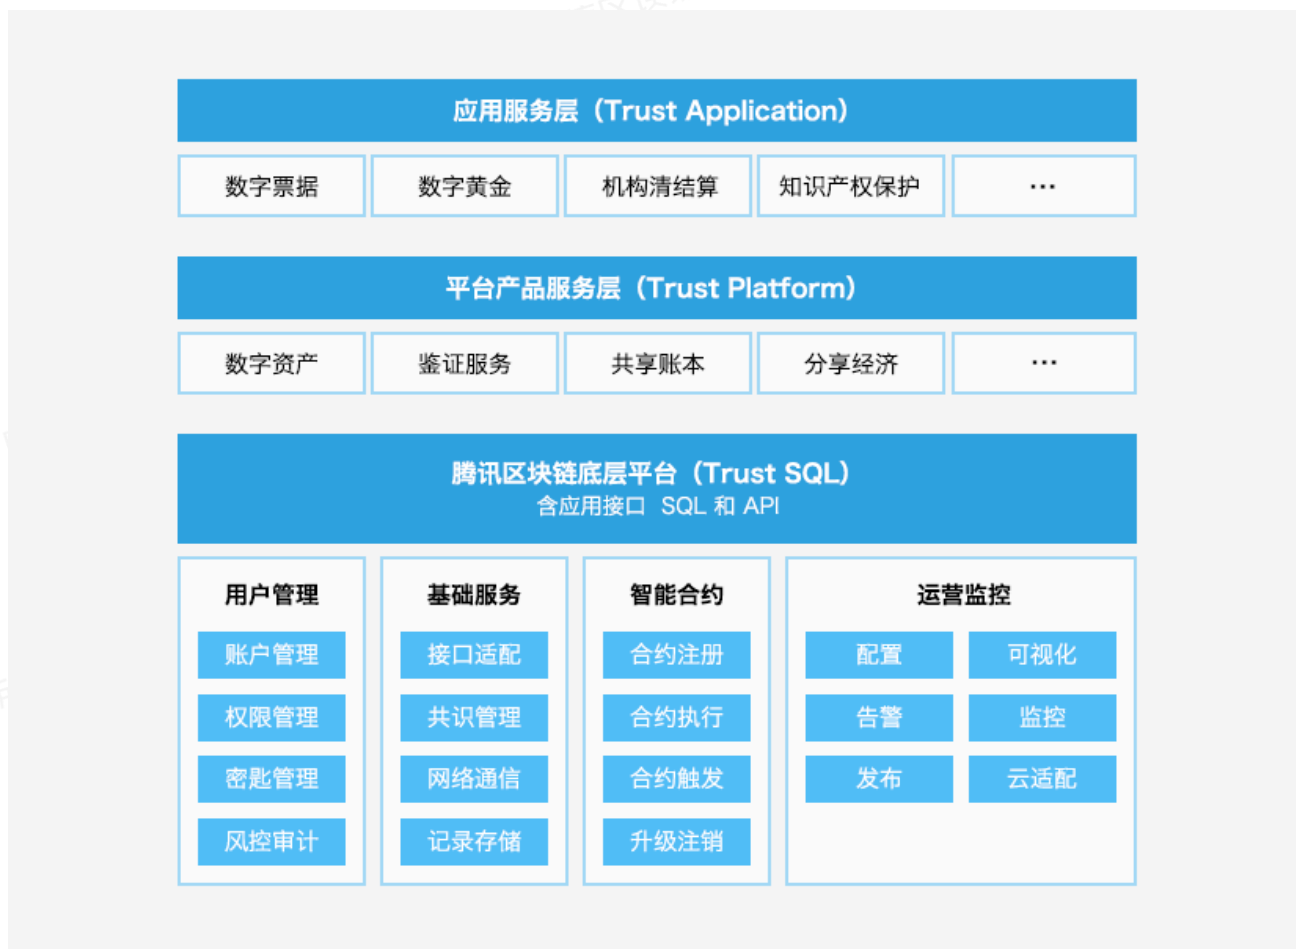 应用服务层（Trust Application）
数字票据 数字黄金 机构清结算 知识产权保护 ...
平台产品服务层（Trust Platform）
数字资产 鉴证服务 共享账本 分享经济 ...
腾讯区块链底层平台（Trust SQL）
含应用接口 SQL 和 API
用户管理 基础服务 智能合约 运营监控
账户管理 接口适配 合约注册 配置 可视化
权限管理 共识管理 合约执行 告警 监控
密匙管理 网络通信 合约触发 发布 云适配
风控审计 记录存储 升级注销